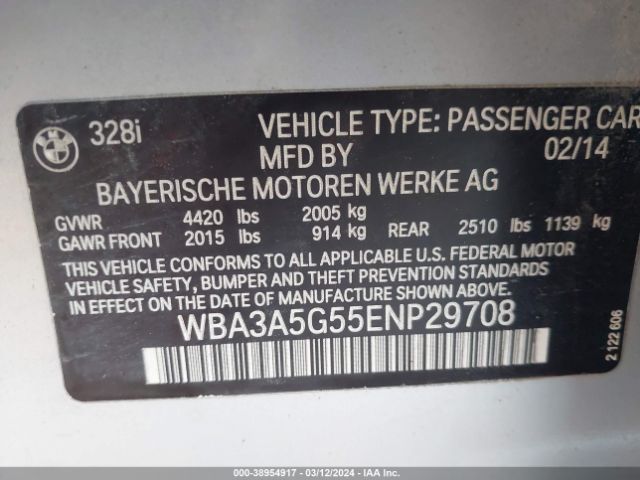 BMW
328i VEHICLE TYPE: PASSENGER CAR
MFD BY 02/14
BAYERISCHE MOTOREN WERKE AG
GVWR 4420 lbs 2005 kg
GAWR FRONT 2015 lbs 914 kg REAR 2510 lbs 1139 kg
THIS VEHICLE CONFORMS TO ALL APPLICABLE U.S. FEDERAL MOTOR
VEHICLE SAFETY, BUMPER AND THEFT PREVENTION STANDARDS
IN EFFECT ON THE DATE OF MANUFACTURE SHOWN ABOVE.
WBA3A5G55ENP29708
2 122 606
000-38954917 - 03/12/2024 - IAA Inc.